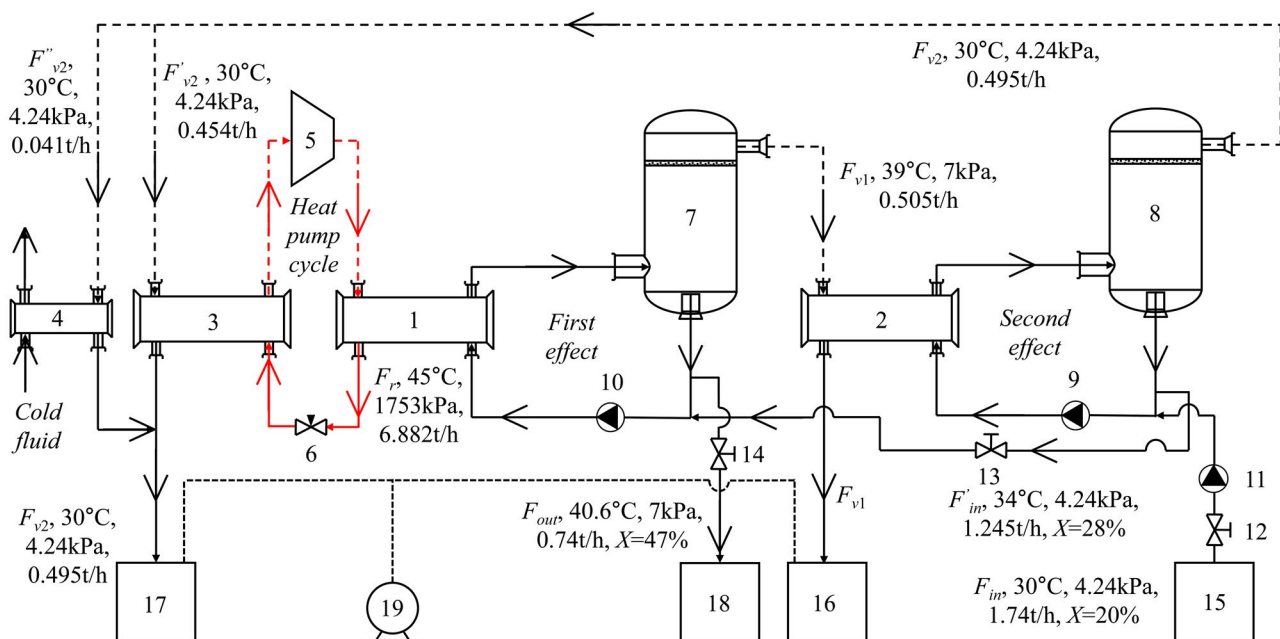 F''v2,
30°C,
4.24kPa,
0.041t/h
F'v2 , 30°C,
4.24kPa,
0.454t/h
Fv2, 30°C, 4.24kPa,
0.495t/h
5
Heat
pump
cycle
7
Fv1, 39°C, 7kPa,
0.505t/h
8
4
3
1
First
effect
2
Second
effect
Cold
fluid
6
Fr, 45°C,
1753kPa,
6.882t/h
10
9
14
13
11
12
Fv2, 30°C,
4.24kPa,
0.495t/h
Fout, 40.6°C, 7kPa,
0.74t/h, X=47%
Fv1
F'in, 34°C, 4.24kPa,
1.245t/h, X=28%
Fin, 30°C, 4.24kPa,
1.74t/h, X=20%
17
19
18
16
15